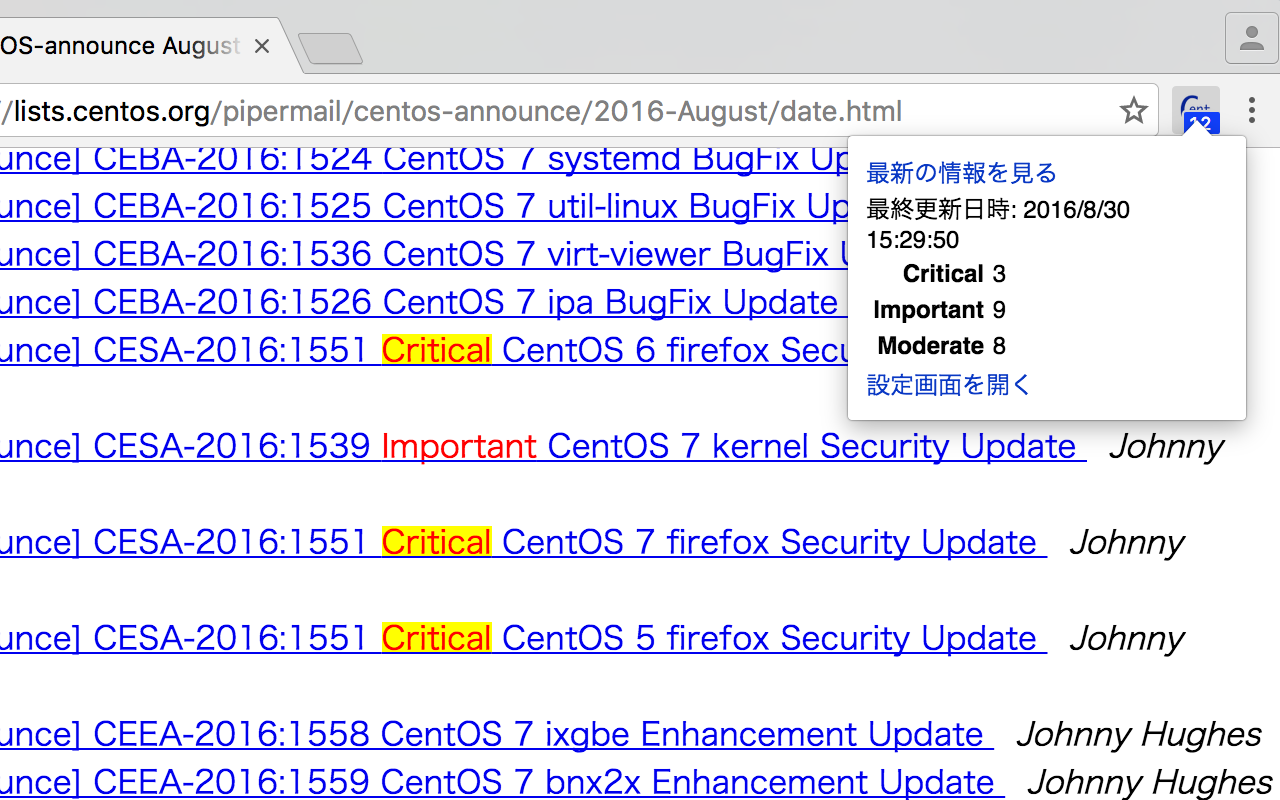 OS-announce August
//lists.centos.org/pipermail/centos-announce/2016-August/date.html
Cent
12
unce] CEBA-2016:1524 CentOS 7 systemd BugFix Up
unce] CEBA-2016:1525 CentOS 7 util-linux BugFix Up
unce] CEBA-2016:1536 CentOS 7 virt-viewer BugFix U
unce] CEBA-2016:1526 CentOS 7 ipa BugFix Update
unce] CESA-2016:1551 Critical CentOS 6 firefox Secu
最新の情報を見る
最終更新日時: 2016/8/30
15:29:50
Critical 3
Important 9
Moderate 8
設定画面を開く
unce] CESA-2016:1539 Important CentOS 7 kernel Security Update Johnny
unce] CESA-2016:1551 Critical CentOS 7 firefox Security Update Johnny
unce] CESA-2016:1551 Critical CentOS 5 firefox Security Update Johnny
unce] CEEA-2016:1558 CentOS 7 ixgbe Enhancement Update Johnny Hughes
unce] CEEA-2016:1559 CentOS 7 bnx2x Enhancement Update Johnny Hughes